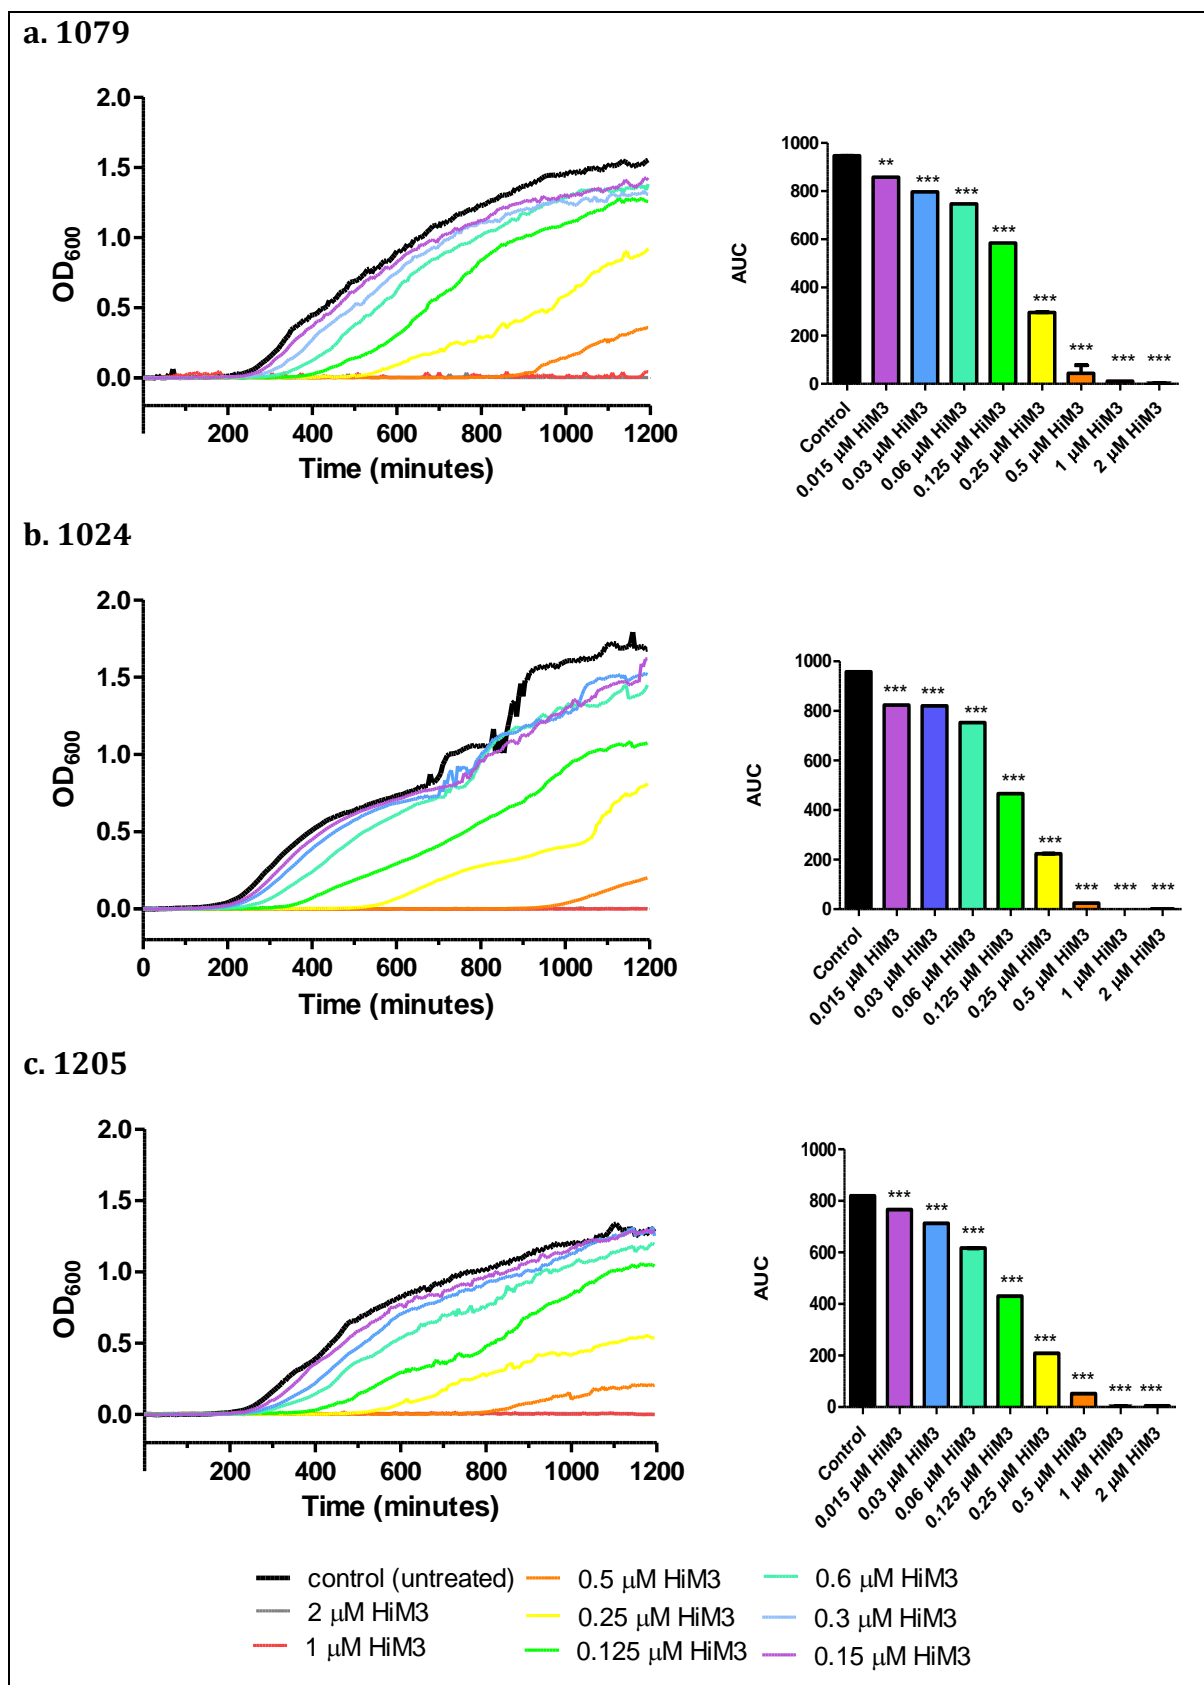 a. 1079
2.0
1.5
1.0
0.5
0.0
OD600
200 400 600 800 1000 1200
Time (minutes)
1000
800
600
400
200
0
AUC
** *** *** *** *** *** *** ***
Control
0.015 µM HiM3
0.03 µM HiM3
0.06 µM HiM3
0.125 µM HiM3
0.25 µM HiM3
0.5 µM HiM3
1 µM HiM3
2 µM HiM3
b. 1024
2.0
1.5
1.0
0.5
0.0
OD600
0 200 400 600 800 1000 1200
Time (minutes)
1000
800
600
400
200
0
AUC
*** *** *** *** *** *** *** ***
Control
0.015 µM HiM3
0.03 µM HiM3
0.06 µM HiM3
0.125 µM HiM3
0.25 µM HiM3
0.5 µM HiM3
1 µM HiM3
2 µM HiM3
c. 1205
2.0
1.5
1.0
0.5
0.0
OD600
200 400 600 800 1000 1200
Time (minutes)
1000
800
600
400
200
0
AUC
*** *** *** *** *** *** *** ***
Control
0.015 µM HiM3
0.03 µM HiM3
0.06 µM HiM3
0.125 µM HiM3
0.25 µM HiM3
0.5 µM HiM3
1 µM HiM3
2 µM HiM3
control (untreated)
2 µM HiM3
1 µM HiM3
0.5 µM HiM3
0.25 µM HiM3
0.125 µM HiM3
0.6 µM HiM3
0.3 µM HiM3
0.15 µM HiM3